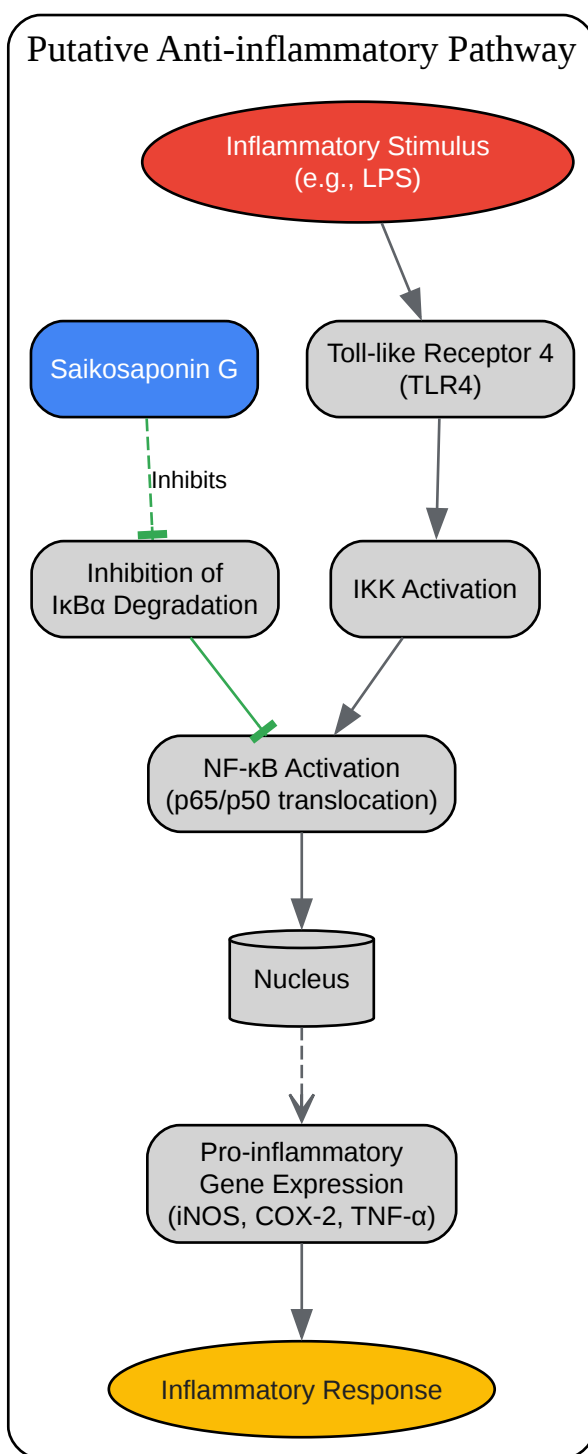 Putative Anti-inflammatory Pathway
Inflammatory Stimulus
(e.g., LPS)
Saikosaponin G
Toll-like Receptor 4
(TLR4)
Inhibits
Inhibition of
IκBα Degradation
IKK Activation
NF-κB Activation
(p65/p50 translocation)
Nucleus
Pro-inflammatory
Gene Expression
(iNOS, COX-2, TNF-α)
Inflammatory Response